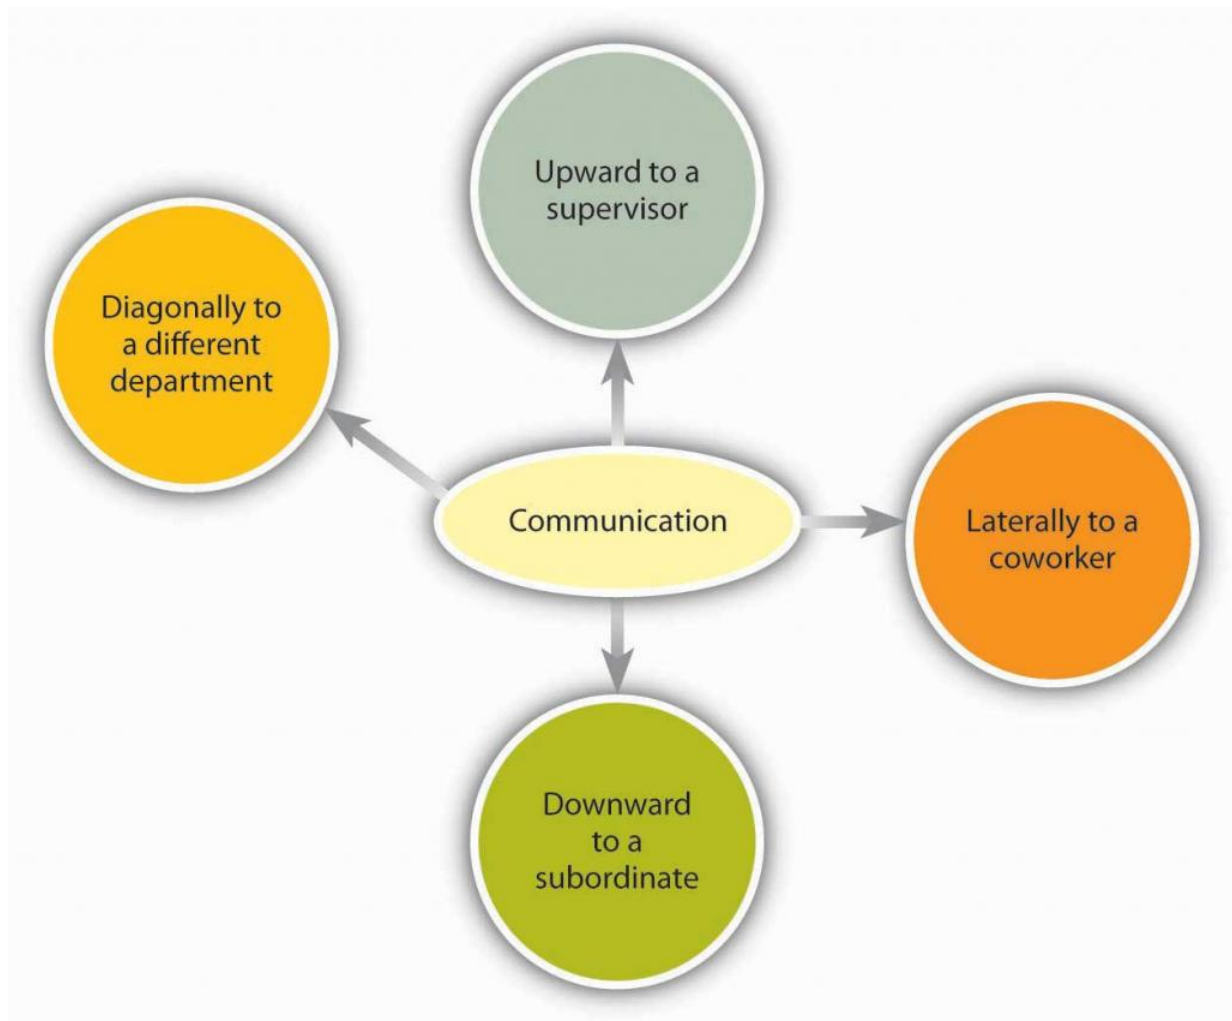 Upward to a
supervisor
Diagonally to
a different
department
Communication
Laterally to a
coworker
Downward
to a
subordinate